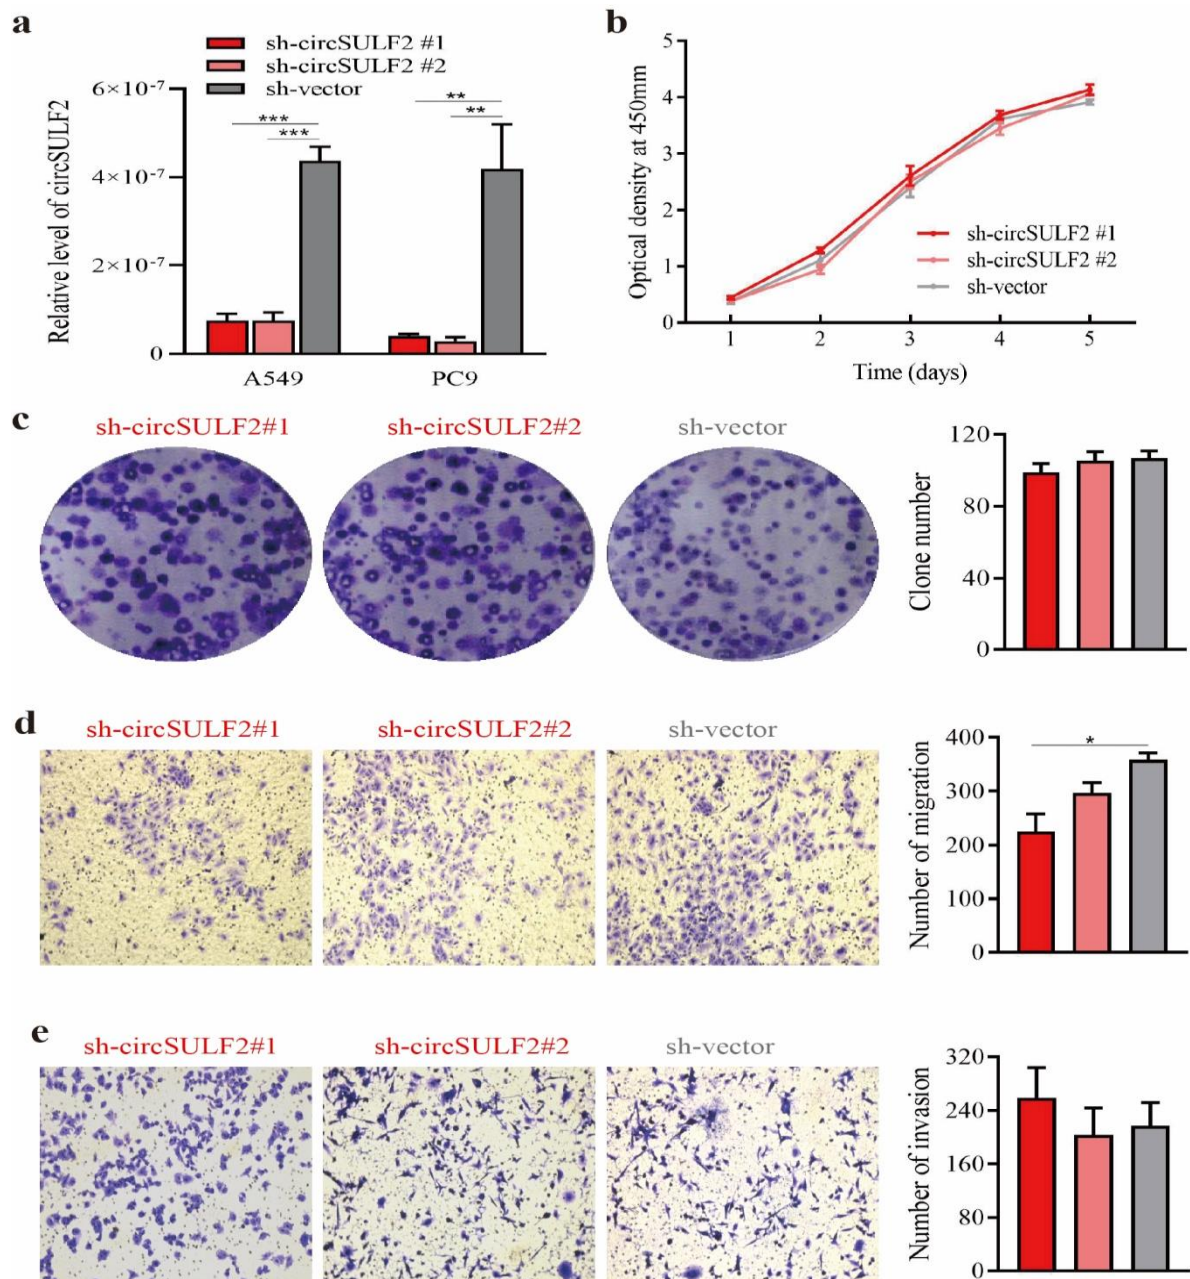 a
sh-circSULF2 #1
sh-circSULF2 #2
sh-vector
Relative level of circSULF2
6×10⁻⁷
4×10⁻⁷
2×10⁻⁷
0
***
***
**
**
A549
PC9
b
Optical density at 450mm
5
4
3
2
1
0
1 2 3 4 5
Time (days)
sh-circSULF2 #1
sh-circSULF2 #2
sh-vector
c
sh-circSULF2#1
sh-circSULF2#2
sh-vector
Clone number
120
80
40
0
d
sh-circSULF2#1
sh-circSULF2#2
sh-vector
Number of migration
400
300
200
100
0
*
e
sh-circSULF2#1
sh-circSULF2#2
sh-vector
Number of invasion
320
240
160
80
0